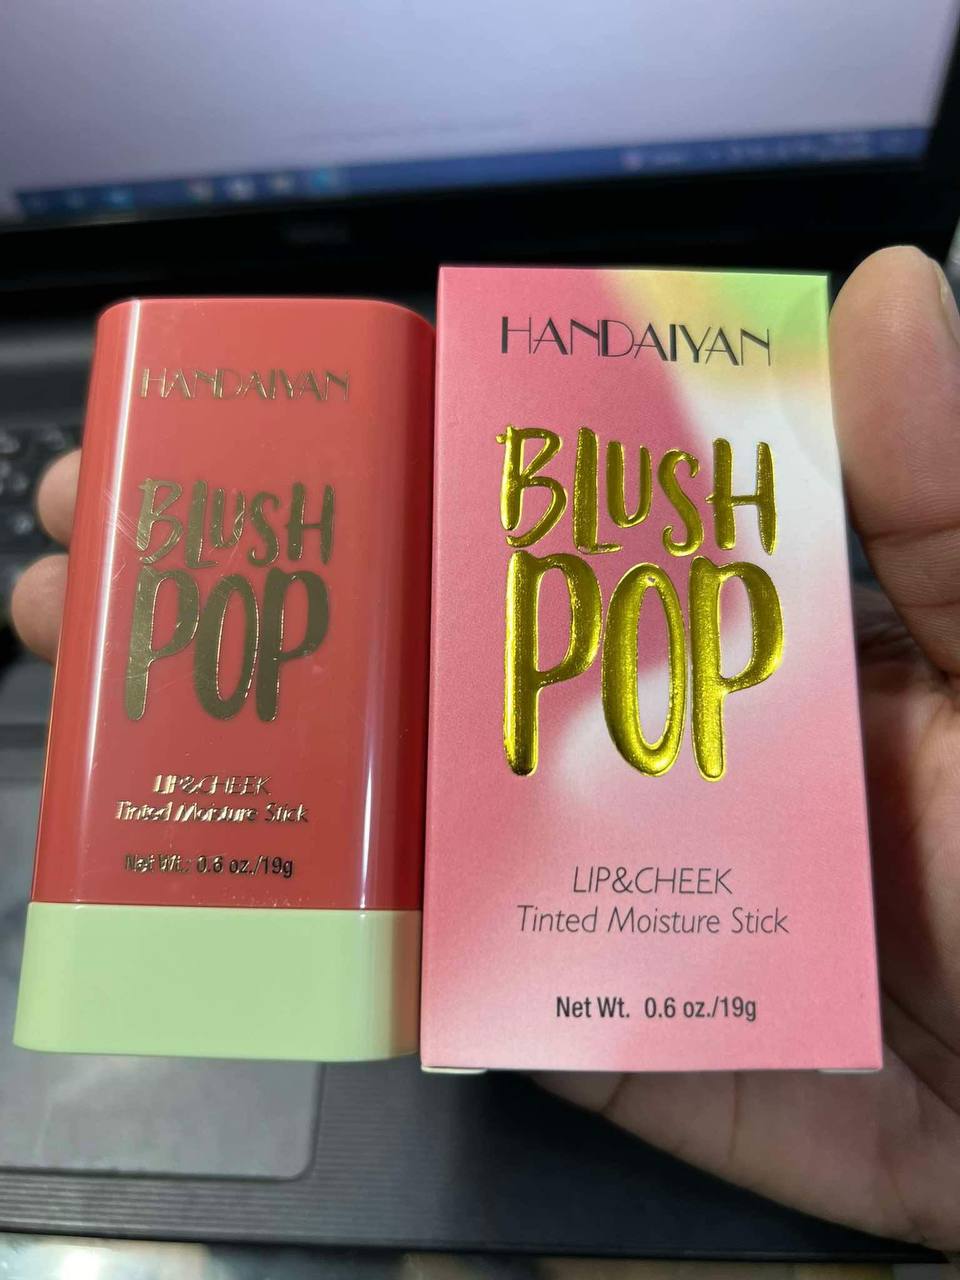 HANDAIYAN
BLUSH
POP
LIP&CHEEK
Tinted Moisture Stick
Net Wt.: 0.6 oz./19g
HANDAIYAN
BLUSH
POP
LIP&CHEEK
Tinted Moisture Stick
Net Wt. 0.6 oz./19g